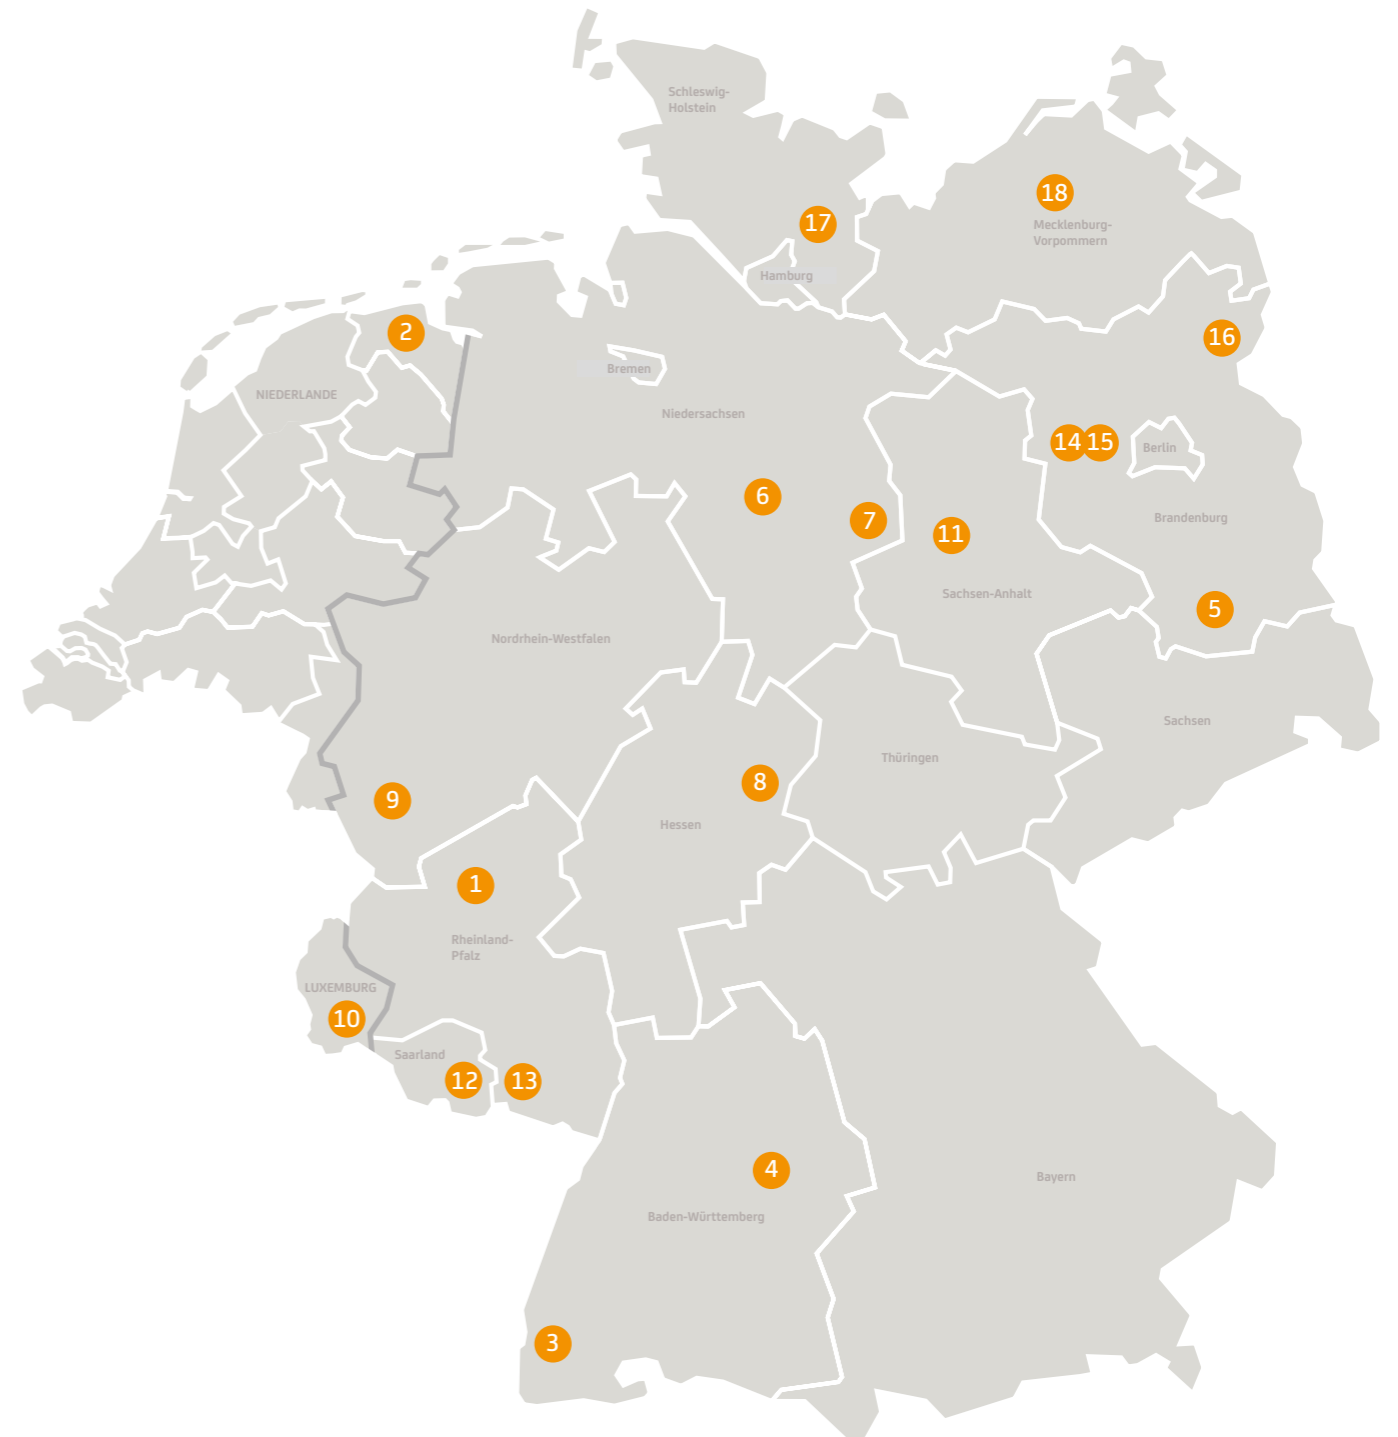 Schleswig-
Holstein
18
17
Mecklenburg-
Vorpommern
Hamburg
2
16
Bremen
NIEDERLANDE
Niedersachsen
14
15
Berlin
6
7
Brandenburg
11
Sachsen-Anhalt
5
Nordrhein-Westfalen
Sachsen
Thüringen
8
9
Hessen
1
Rheinland-
Pfalz
LUXEMBURG
10
Saarland
12
13
4
Bayern
Baden-Württemberg
3